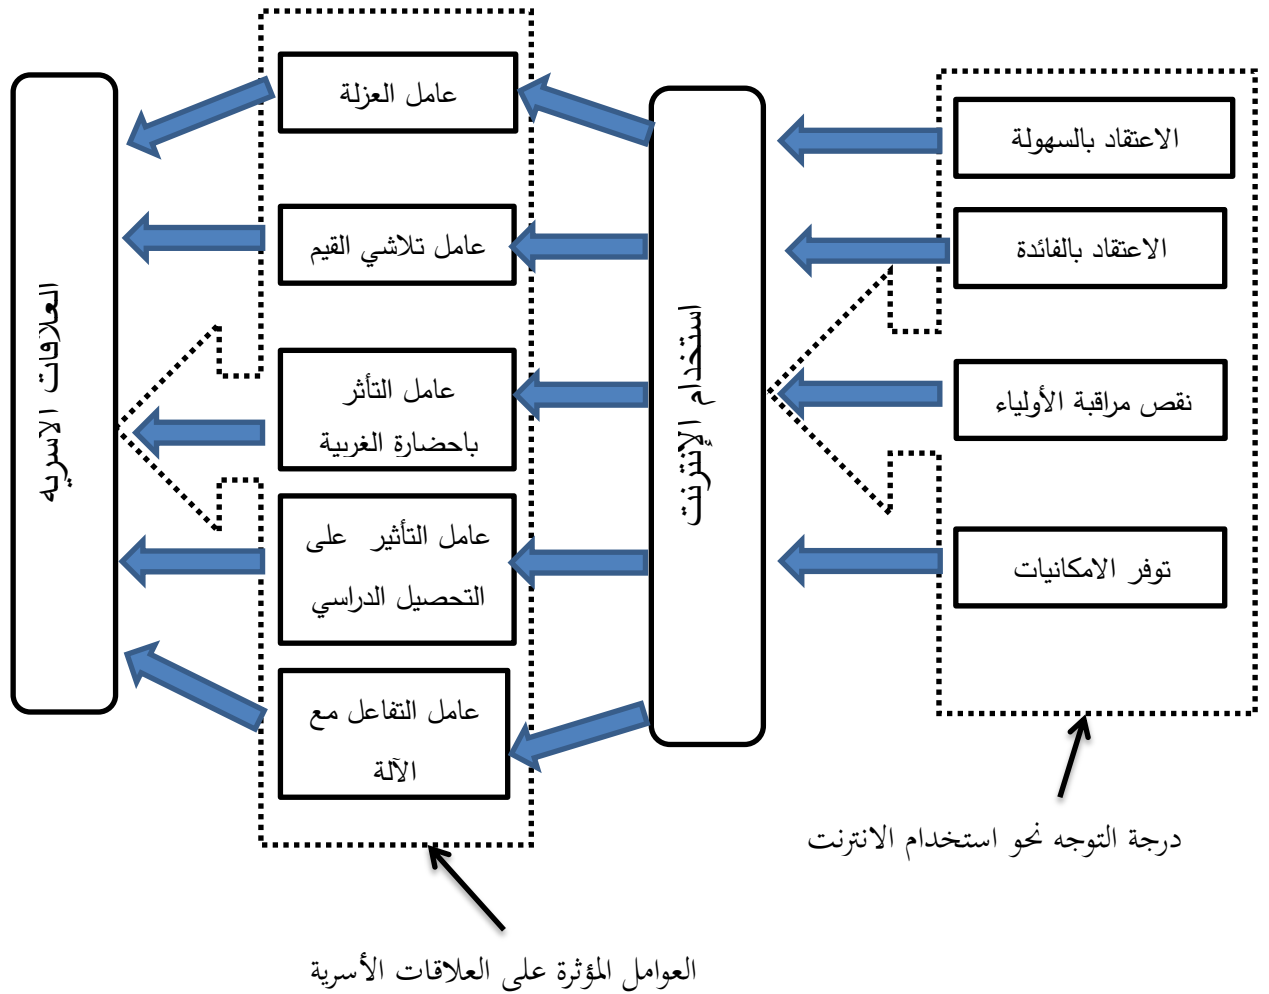 الاعتقاد بالسهولة
الاعتقاد بالفائدة
نقص مراقبة الأولياء
توفر الامكانيات
درجة التوجه نحو استخدام الانترنت
استخدام الإنترنت
عامل العزلة
عامل تلاشي القيم
عامل التأثر
باحضارة الغربية
عامل التأثير على
التحصيل الدراسي
عامل التفاعل مع
الآلة
العوامل المؤثرة على العلاقات الأسرية
العلاقات الاسرية